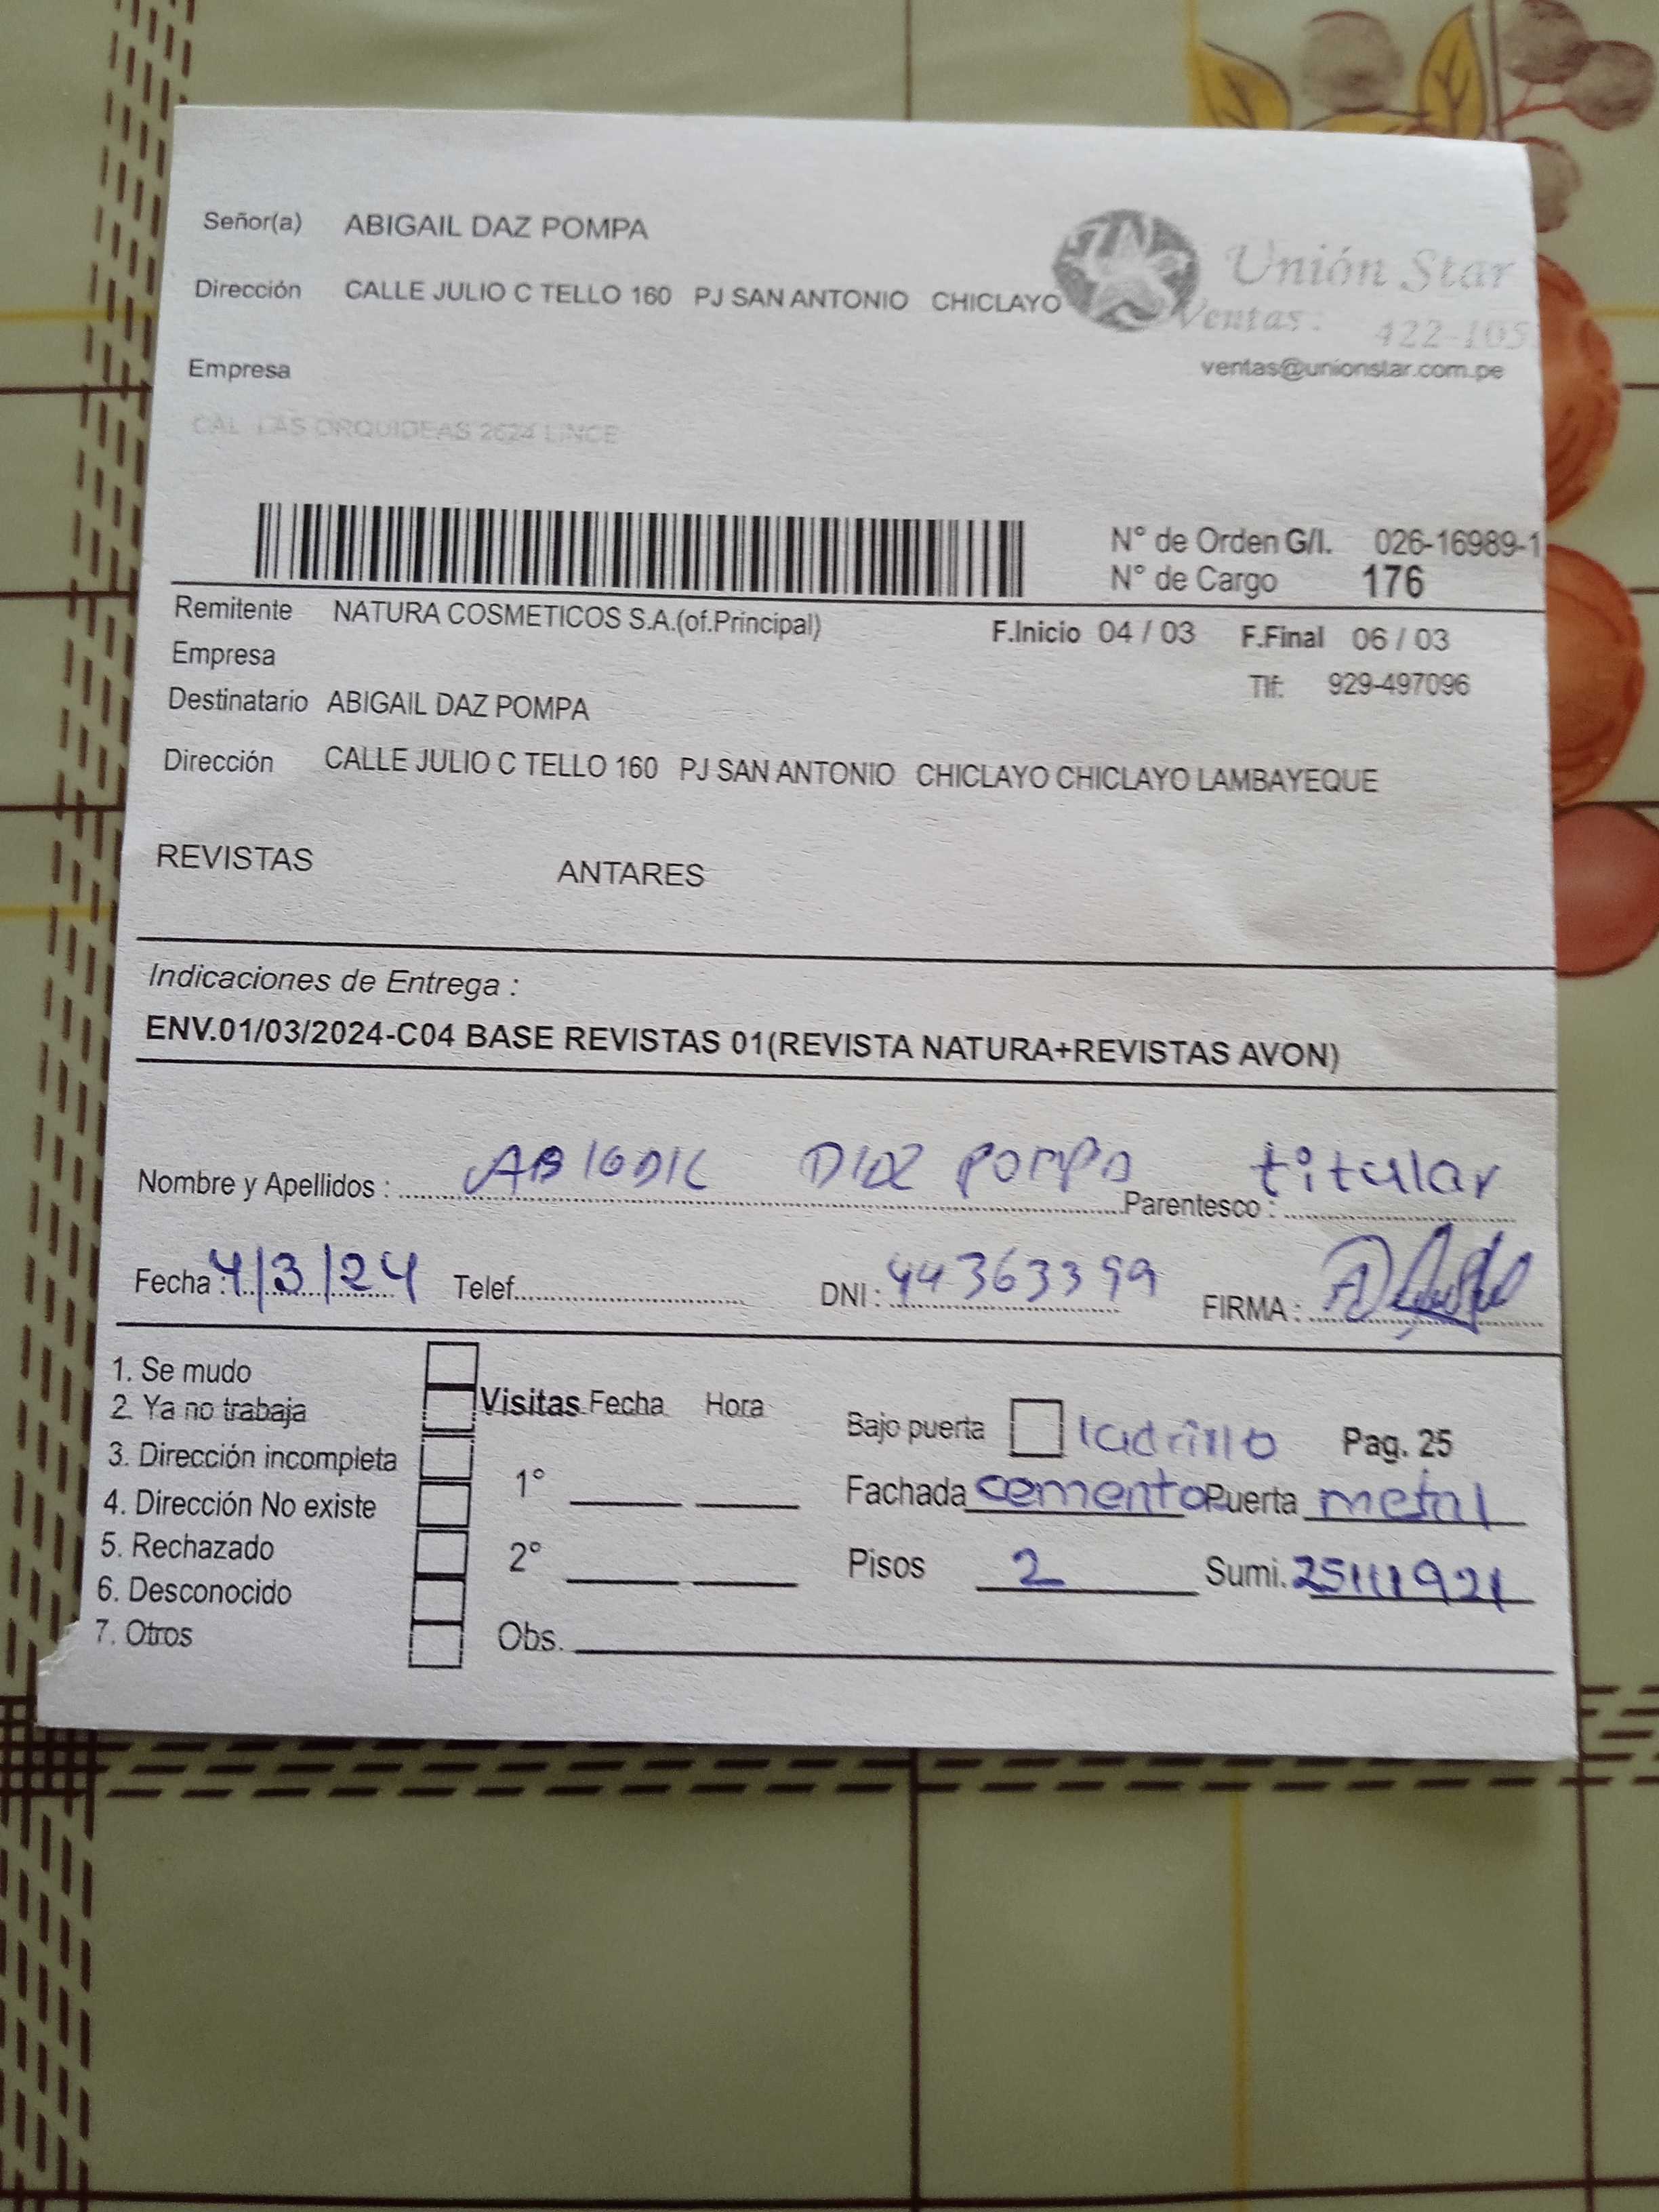 Señor(a) ABIGAIL DAZ POMPA
Dirección CALLE JULIO C TELLO 160 PJ SAN ANTONIO CHICLAYO
Unión Star
Ventas: 422-105
ventas@unionstar.com.pe
Empresa
CAL LAS ORQUIDEAS 2624 LINCE
N° de Orden G/I. 026-16989-1
N° de Cargo 176
Remitente NATURA COSMETICOS S.A.(of.Principal)
F.Inicio 04 / 03 F.Final 06 / 03
Empresa
Tlf: 929-497096
Destinatario ABIGAIL DAZ POMPA
Dirección CALLE JULIO C TELLO 160 PJ SAN ANTONIO CHICLAYO CHICLAYO LAMBAYEQUE
REVISTAS ANTARES
Indicaciones de Entrega :
ENV.01/03/2024-C04 BASE REVISTAS 01(REVISTA NATURA+REVISTAS AVON)
Nombre y Apellidos : ABIGAIL DIAZ POMPA Parentesco : titular
Fecha : 4/3/24 Telef. DNI : 44363399 FIRMA :
1. Se mudo
2. Ya no trabaja
3. Dirección incompleta
4. Dirección No existe
5. Rechazado
6. Desconocido
7. Otros
Visitas Fecha Hora
1°
2°
Obs.
Bajo puerta ladrillo Pag. 25
Fachada cemento Puerta metal
Pisos 2 Sumi. 25111921